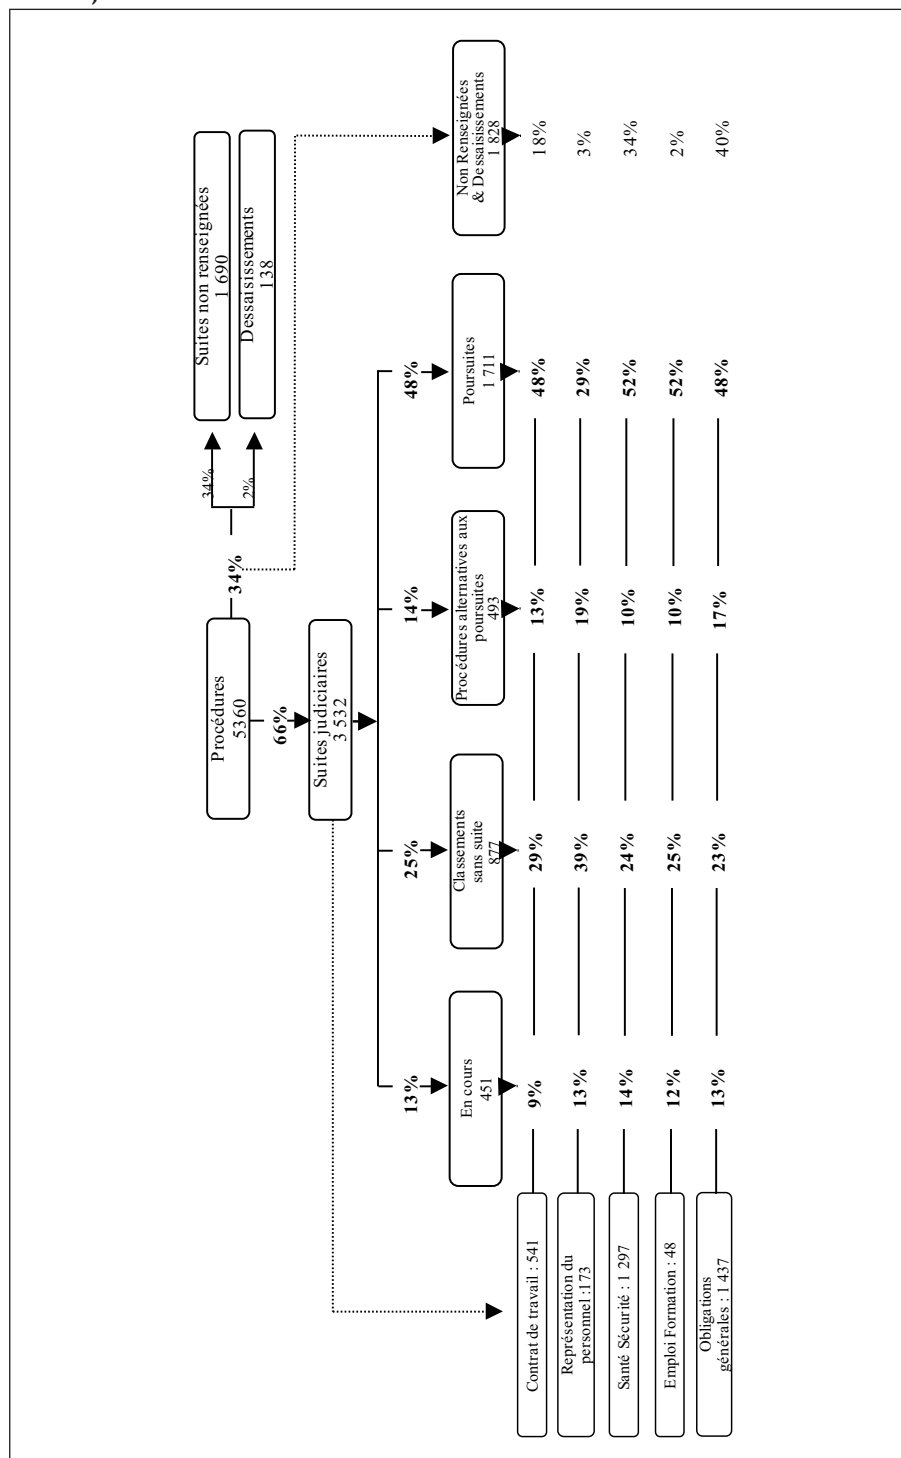 Procédures
5360
34%
34%
2%
Suites non renseignées
1 690
Dessaisissements
138
66%
Suites judiciaires
3 532
13%
25%
14%
48%
En cours
451
Classements
sans suite
877
Procédures alternatives aux
poursuites
493
Poursuites
1 711
Non Renseignées
& Dessaisissements
1 828
Contrat de travail : 541
9%
29%
13%
48%
18%
Représentation du
personnel :173
13%
39%
19%
29%
3%
Santé Sécurité : 1 297
14%
24%
10%
52%
34%
Emploi Formation : 48
12%
25%
10%
52%
2%
Obligations
générales : 1 437
13%
23%
17%
48%
40%